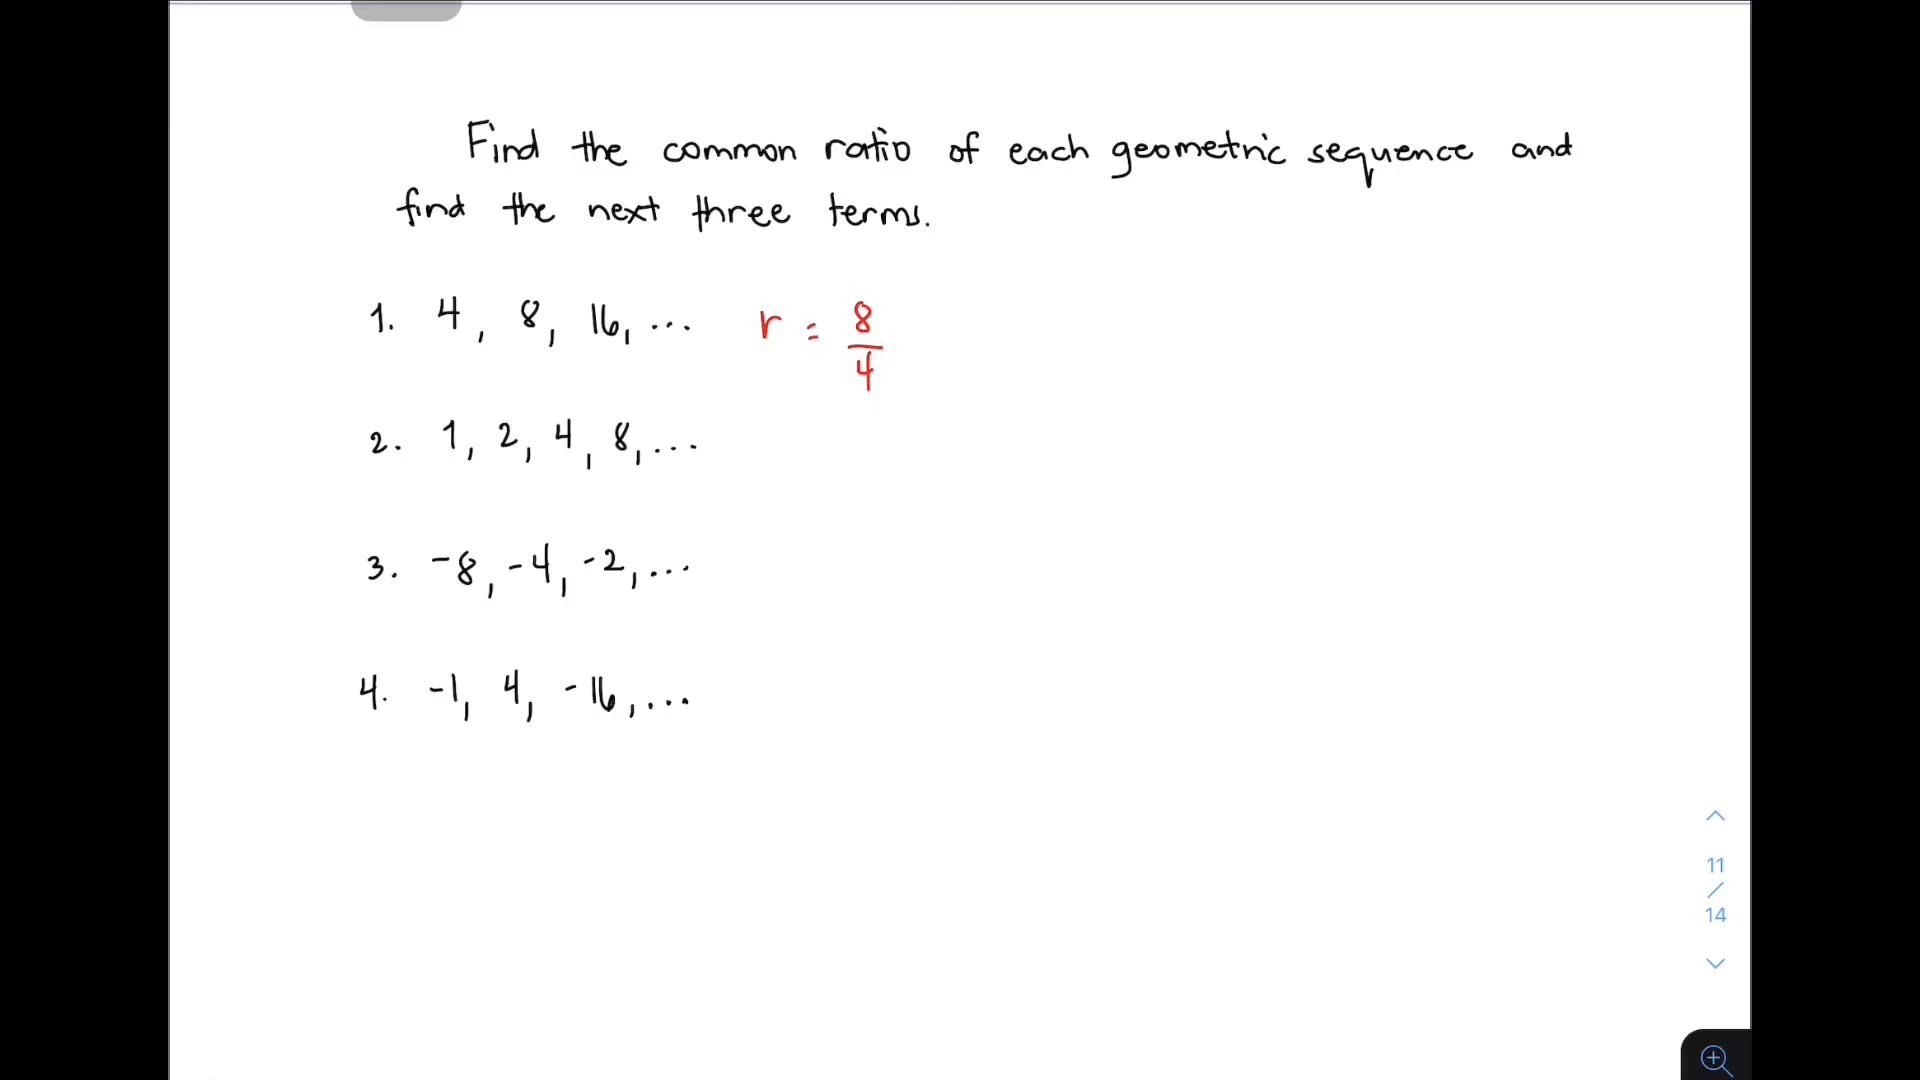 Find the common ratio of each geometric sequence and
find the next three terms.
1. 4, 8, 16, ... r = 8/4
2. 1, 2, 4, 8, ...
3. -8, -4, -2, ...
4. -1, 4, -16, ...
11
/
14